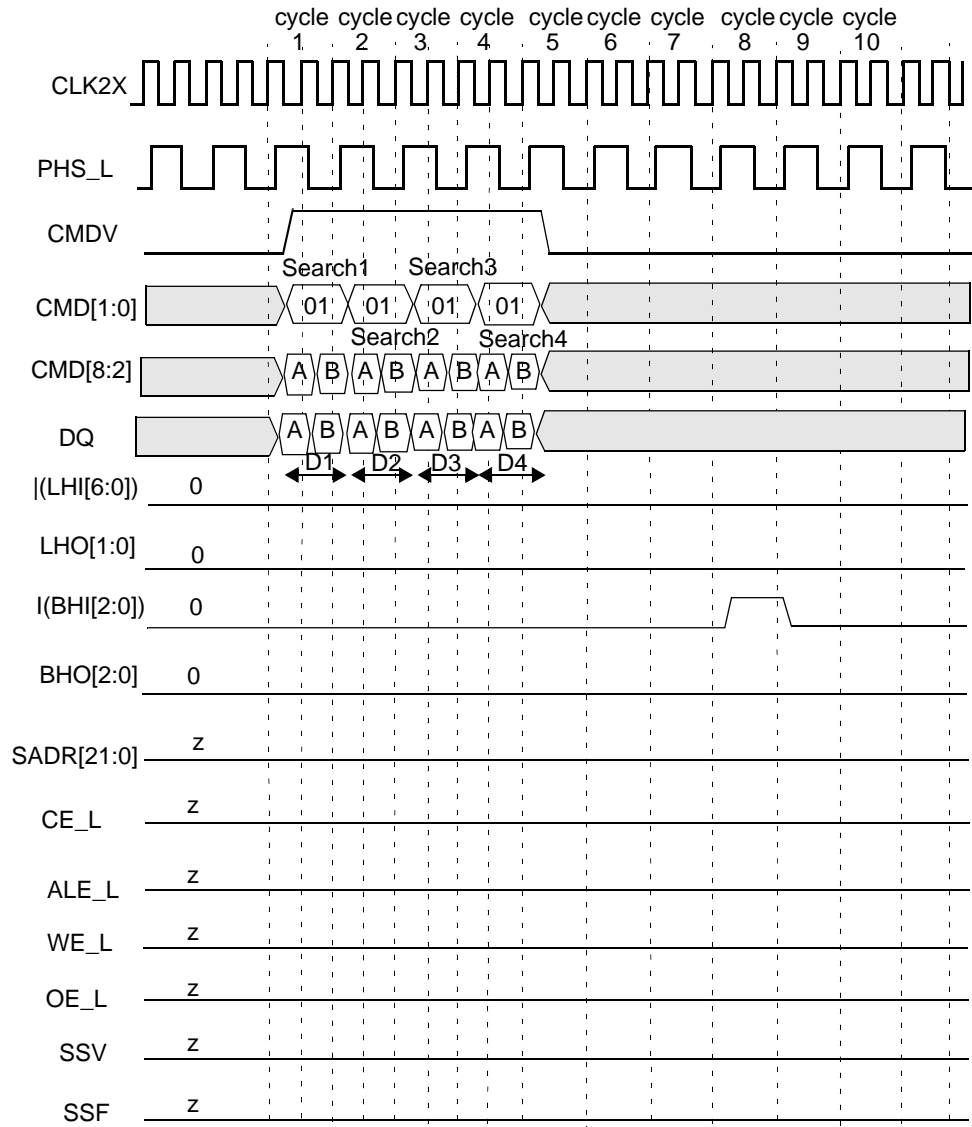 cycle cycle cycle cycle cycle cycle cycle cycle cycle cycle
1 2 3 4 5 6 7 8 9 10
CLK2X
PHS_L
CMDV
Search1 Search3
CMD[1:0] 01 01 01 01
Search2 Search4
CMD[8:2] A B A B A B A B
DQ A B A B A B A B
D1 D2 D3 D4
|(LHI[6:0]) 0
LHO[1:0] 0
I(BHI[2:0]) 0
BHO[2:0] 0
SADR[21:0] z
CE_L z
ALE_L z
WE_L z
OE_L z
SSV z
SSF z